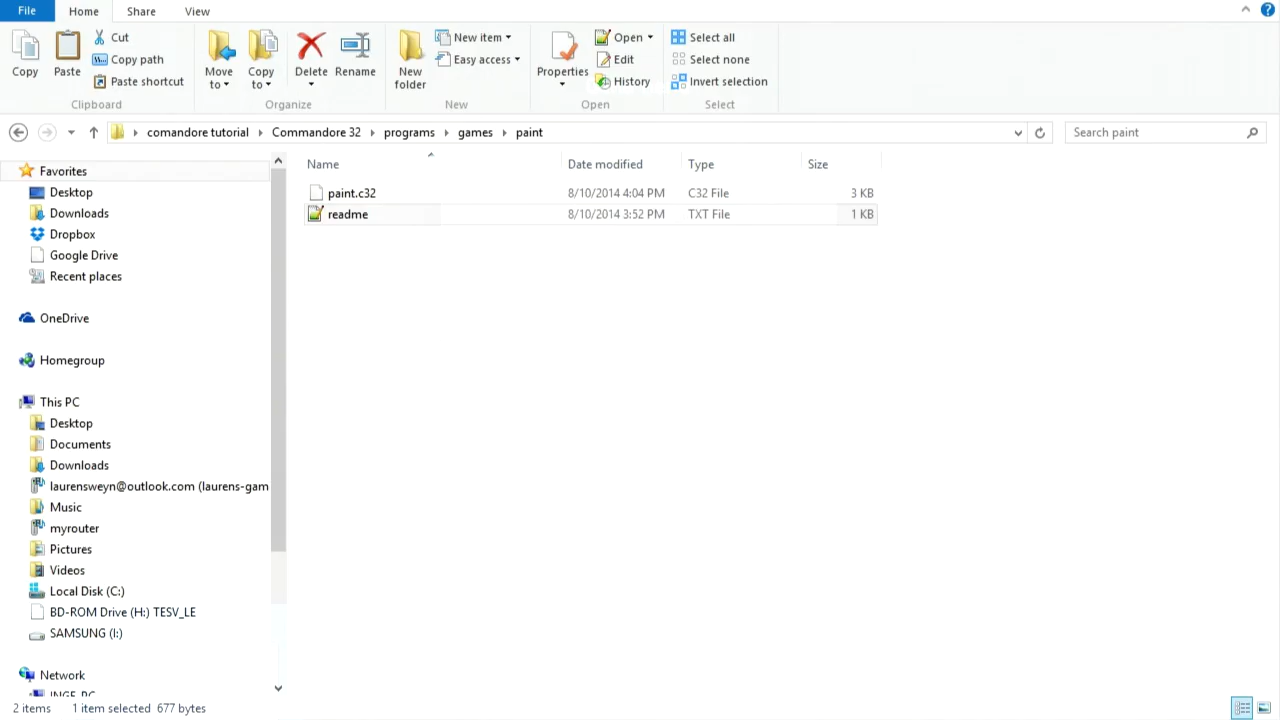 File Home Share View
Copy
Paste
Cut
Copy path
Paste shortcut
Clipboard
Move to
Copy to
Delete
Rename
Organize
New folder
New item
Easy access
New
Properties
Open
Edit
History
Open
Select all
Select none
Invert selection
Select
comandore tutorial Commandore 32 programs games paint
Search paint
Favorites
Desktop
Downloads
Dropbox
Google Drive
Recent places
OneDrive
Homegroup
This PC
Desktop
Documents
Downloads
laurensweyn@outlook.com (laurens-gam
Music
myrouter
Pictures
Videos
Local Disk (C:)
BD-ROM Drive (H:) TESV_LE
SAMSUNG (I:)
Network
Name Date modified Type Size
paint.c32 8/10/2014 4:04 PM C32 File 3 KB
readme 8/10/2014 3:52 PM TXT File 1 KB
2 items 1 item selected 677 bytes